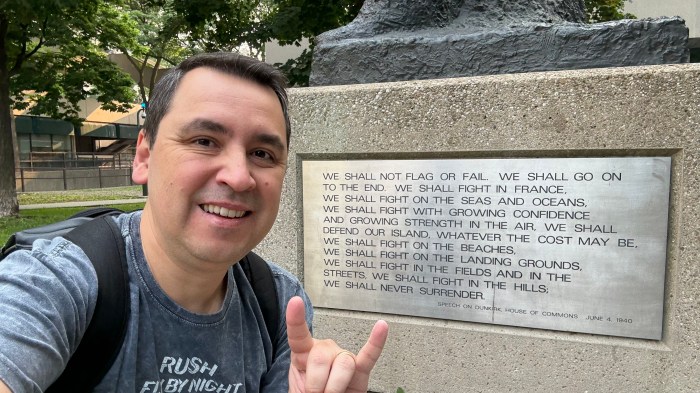 WE SHALL NOT FLAG OR FAIL. WE SHALL GO ON
TO THE END. WE SHALL FIGHT IN FRANCE,
WE SHALL FIGHT ON THE SEAS AND OCEANS,
WE SHALL FIGHT WITH GROWING CONFIDENCE
AND GROWING STRENGTH IN THE AIR. WE SHALL
DEFEND OUR ISLAND, WHATEVER THE COST MAY BE,
WE SHALL FIGHT ON THE BEACHES,
WE SHALL FIGHT ON THE LANDING GROUNDS,
WE SHALL FIGHT IN THE FIELDS AND IN THE
STREETS. WE SHALL FIGHT IN THE HILLS;
WE SHALL NEVER SURRENDER.
SPEECH ON DUNKIRK, HOUSE OF COMMONS JUNE 4, 1940
RUSH
BY NIGHT